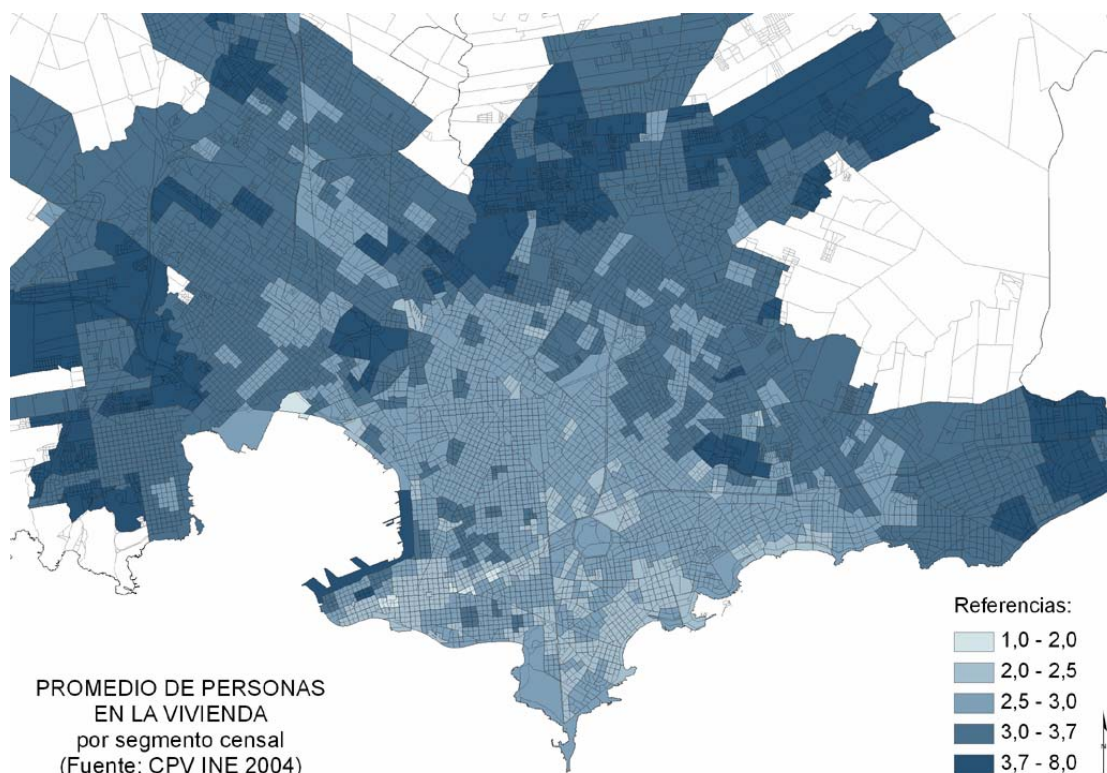 PROMEDIO DE PERSONAS
EN LA VIVIENDA
por segmento censal
(Fuente: CPV INE 2004)
Referencias:
1,0 - 2,0
2,0 - 2,5
2,5 - 3,0
3,0 - 3,7
3,7 - 8,0
N